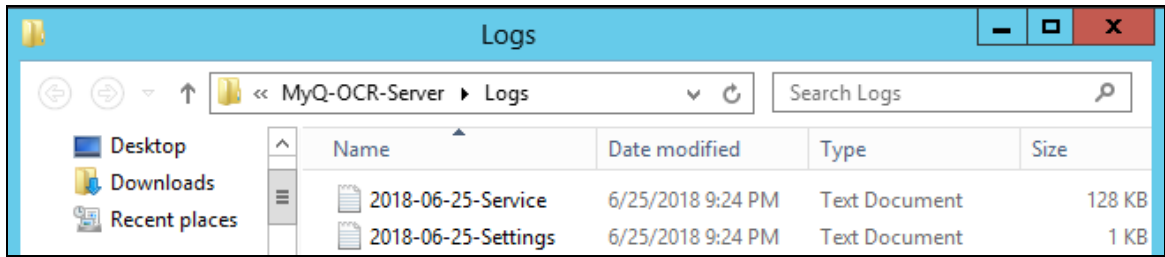 Logs
« MyQ-OCR-Server Logs
Search Logs
Desktop
Downloads
Recent places
Name Date modified Type Size
2018-06-25-Service 6/25/2018 9:24 PM Text Document 128 KB
2018-06-25-Settings 6/25/2018 9:24 PM Text Document 1 KB